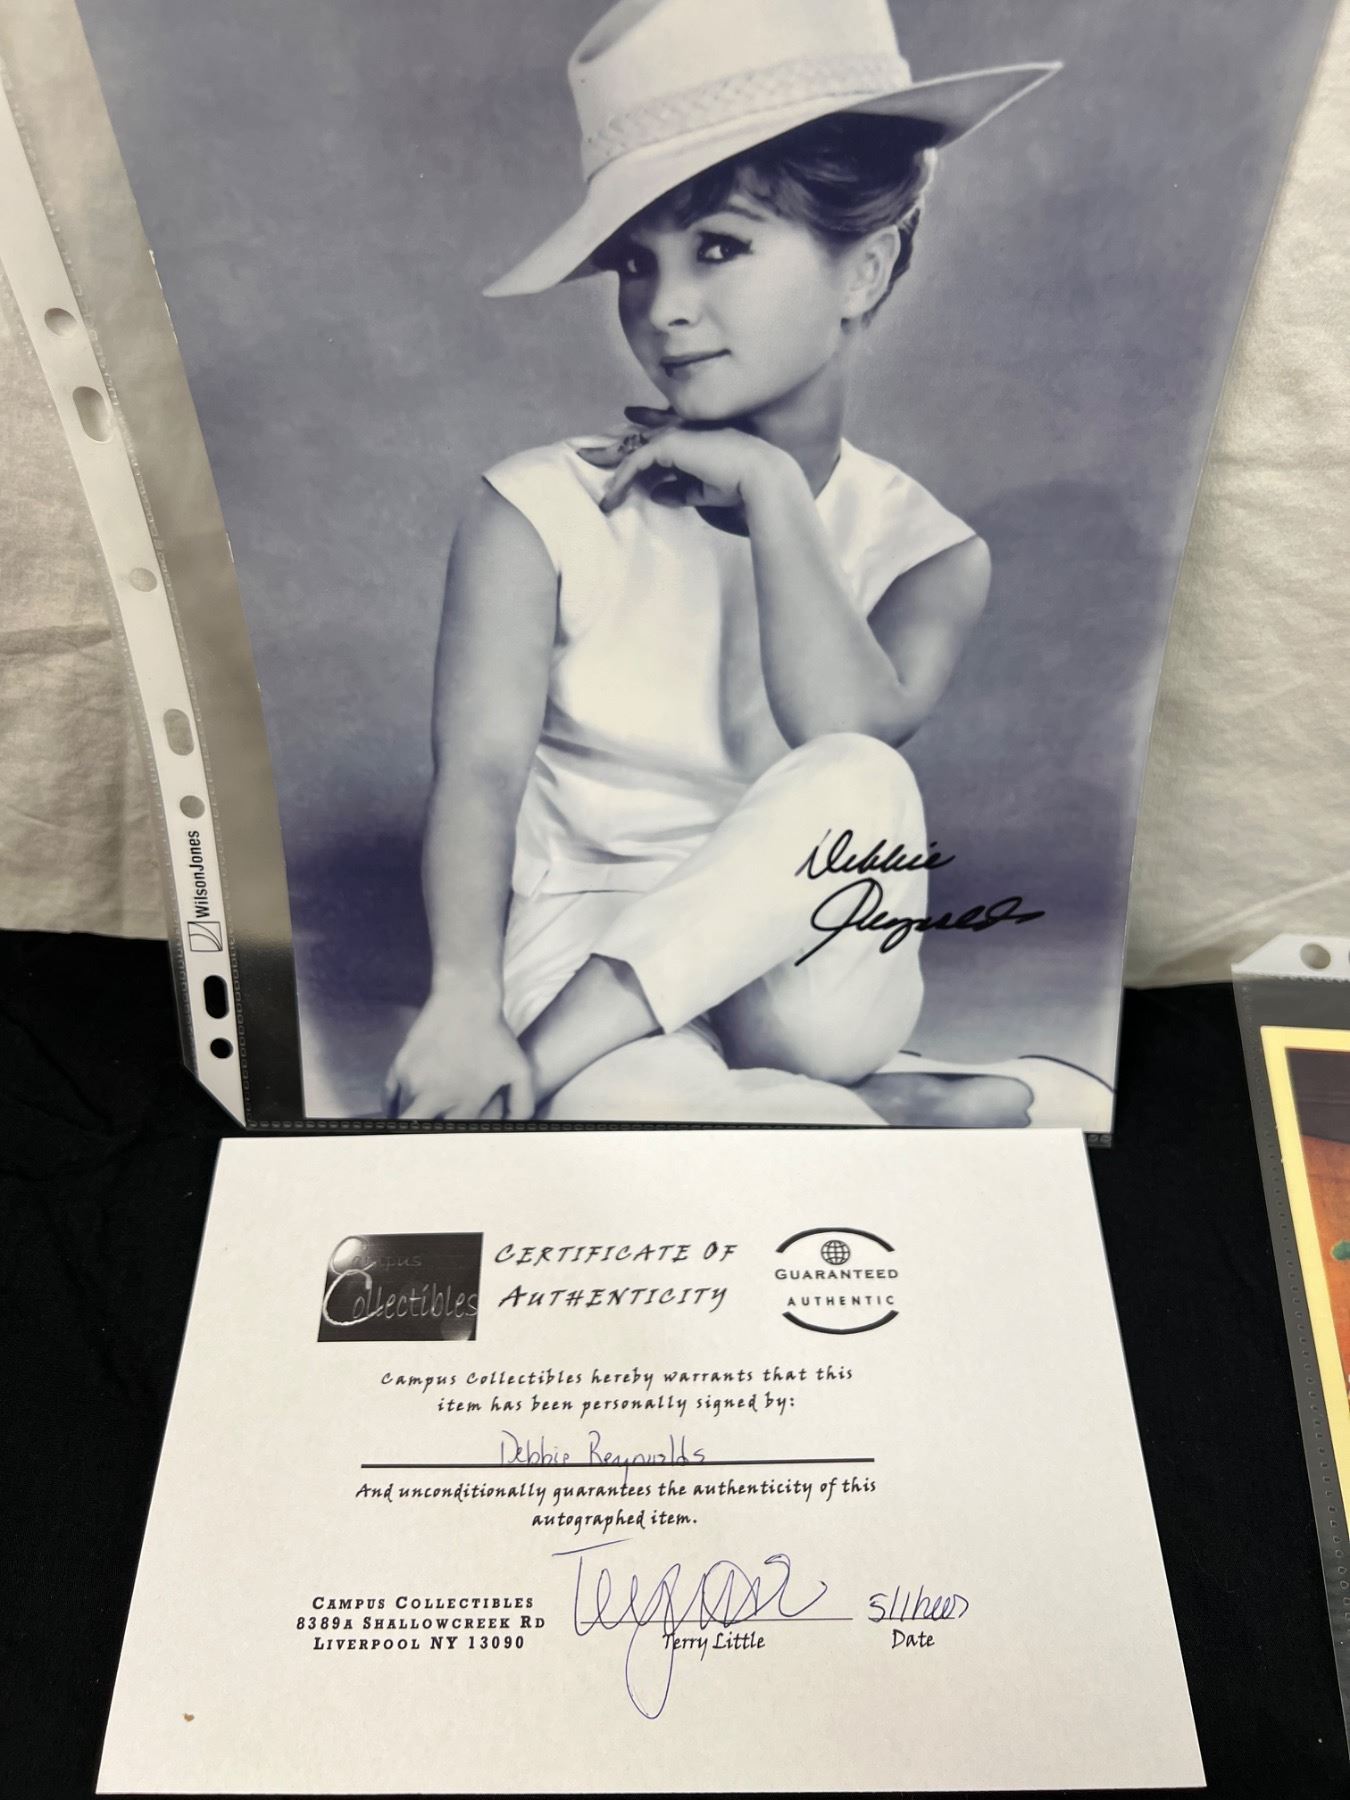 WilsonJones
Debbie
Reynolds
Campus
Collectibles
CERTIFICATE OF
AUTHENTICITY
GUARANTEED
AUTHENTIC
Campus Collectibles hereby warrants that this
item has been personally signed by:
Debbie Reynolds
And unconditionally guarantees the authenticity of this
autographed item.
CAMPUS COLLECTIBLES
8389A SHALLOWCREEK RD
LIVERPOOL NY 13090
Terry Little
Date